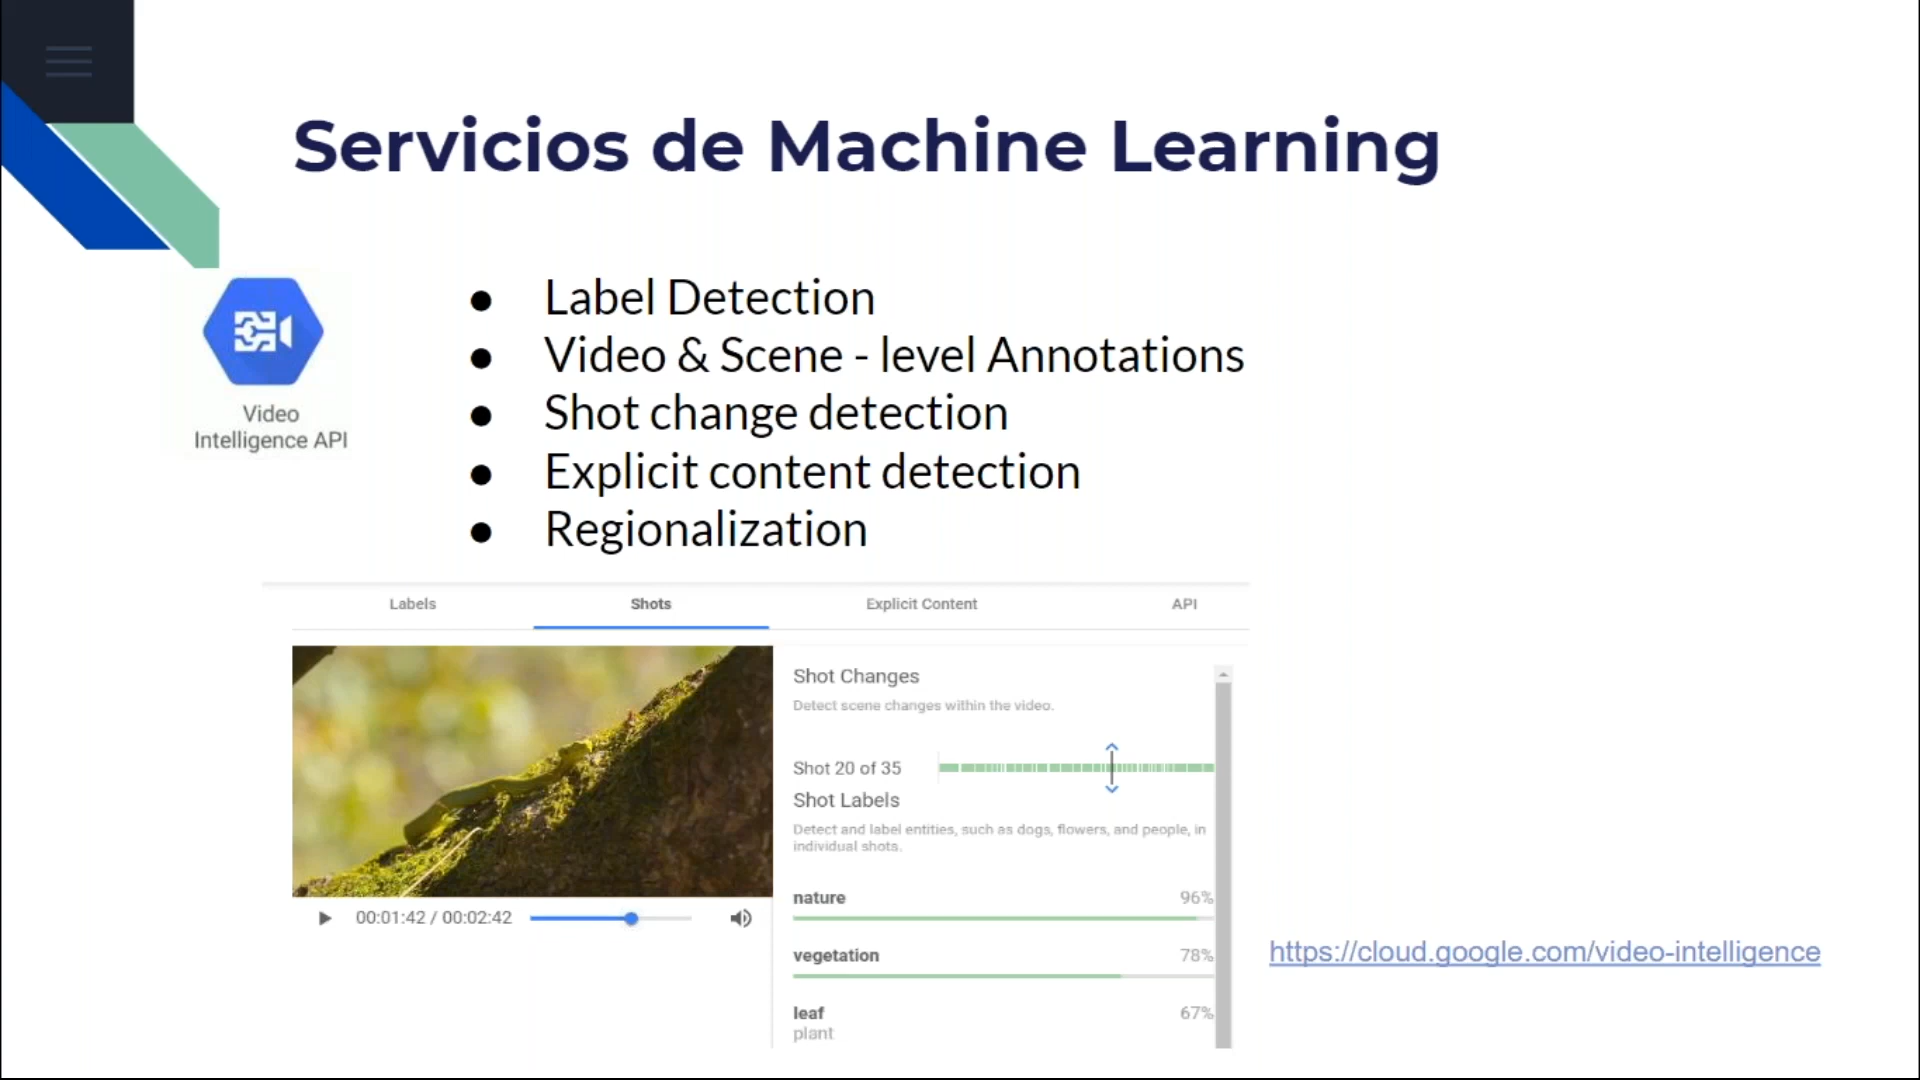 Servicios de Machine Learning
Video
Intelligence API
● Label Detection
● Video & Scene - level Annotations
● Shot change detection
● Explicit content detection
● Regionalization
Labels Shots Explicit Content API
Shot Changes
Detect scene changes within the video.
Shot 20 of 35
Shot Labels
Detect and label entities, such as dogs, flowers, and people, in
individual shots.
nature 96%
00:01:42 / 00:02:42
vegetation 78%
leaf 67%
plant
https://cloud.google.com/video-intelligence